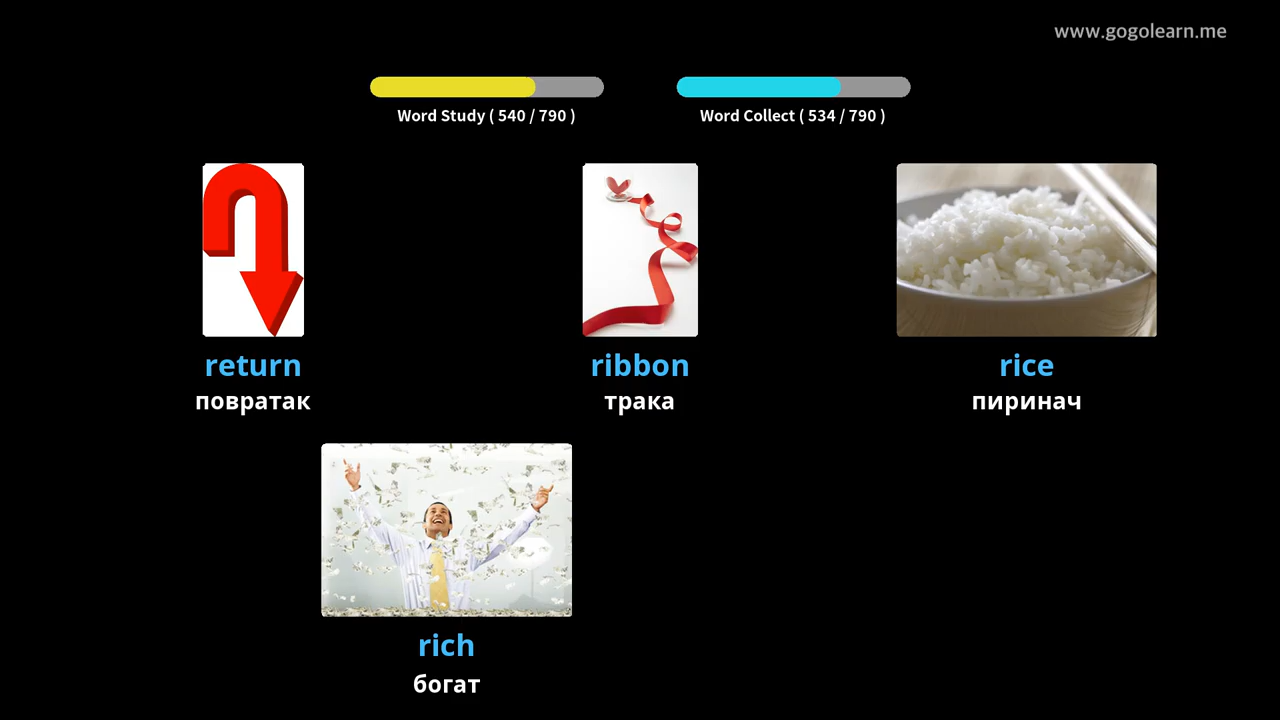 www.gogolearn.me
Word Study ( 540 / 790 )
Word Collect ( 534 / 790 )
return
повратак
ribbon
трака
rice
пиринач
rich
богат